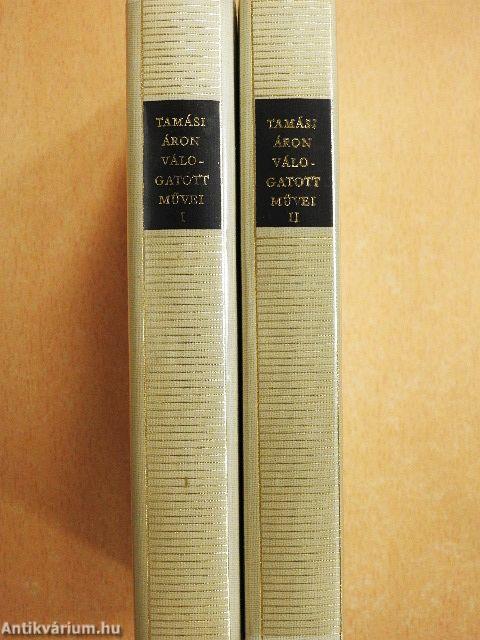 TAMÁSI
ÁRON
VÁLO-
GATOTT
MŰVEI
I
TAMÁSI
ÁRON
VÁLO-
GATOTT
MŰVEI
II
Antikvárium.hu